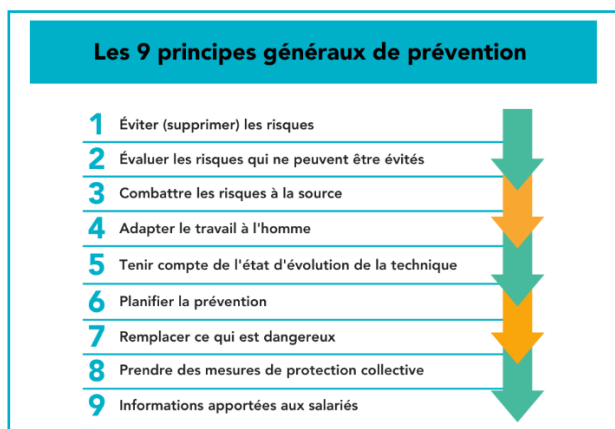 Les 9 principes généraux de prévention
1 Éviter (supprimer) les risques
2 Évaluer les risques qui ne peuvent être évités
3 Combattre les risques à la source
4 Adapter le travail à l'homme
5 Tenir compte de l'état d'évolution de la technique
6 Planifier la prévention
7 Remplacer ce qui est dangereux
8 Prendre des mesures de protection collective
9 Informations apportées aux salariés